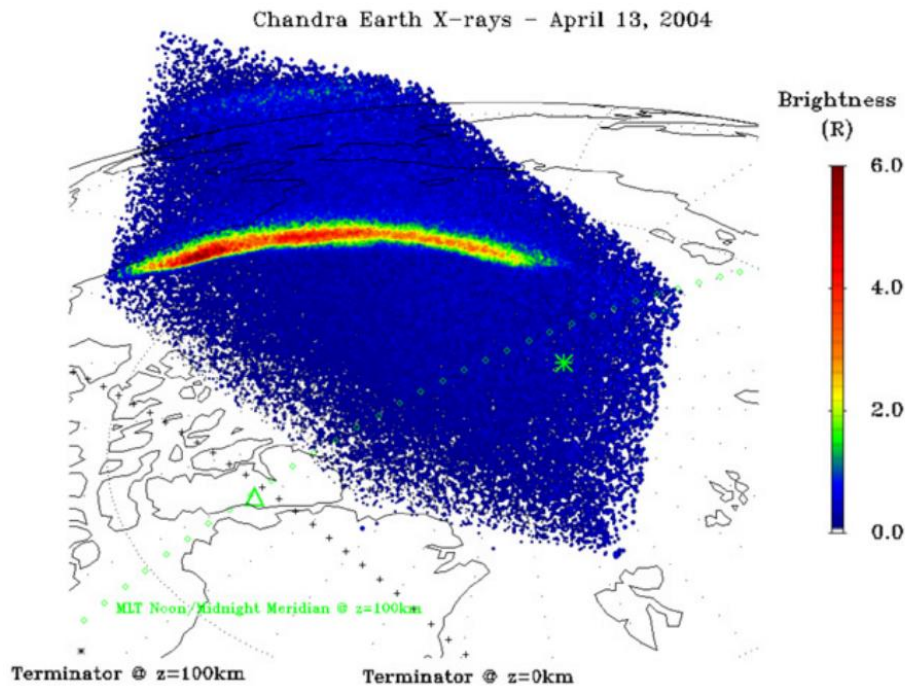 Chandra Earth X-rays - April 13, 2004
Brightness
(R)
6.0
4.0
2.0
0.0
MLT Noon/Midnight Meridian @ z=100km
Terminator @ z=100km
Terminator @ z=0km